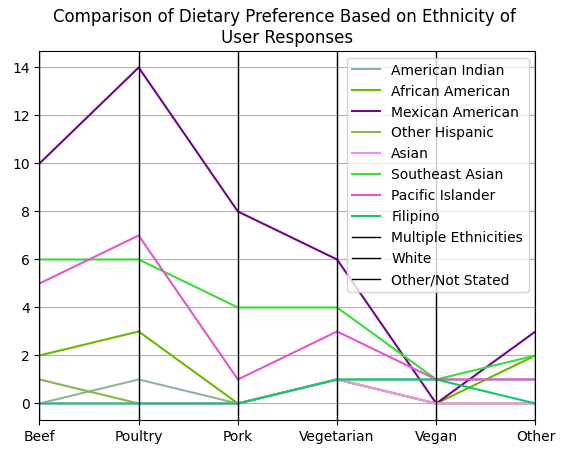 Comparison of Dietary Preference Based on Ethnicity of
User Responses
14
12
10
8
6
4
2
0
American Indian
African American
Mexican American
Other Hispanic
Asian
Southeast Asian
Pacific Islander
Filipino
Multiple Ethnicities
White
Other/Not Stated
Beef Poultry Pork Vegetarian Vegan Other